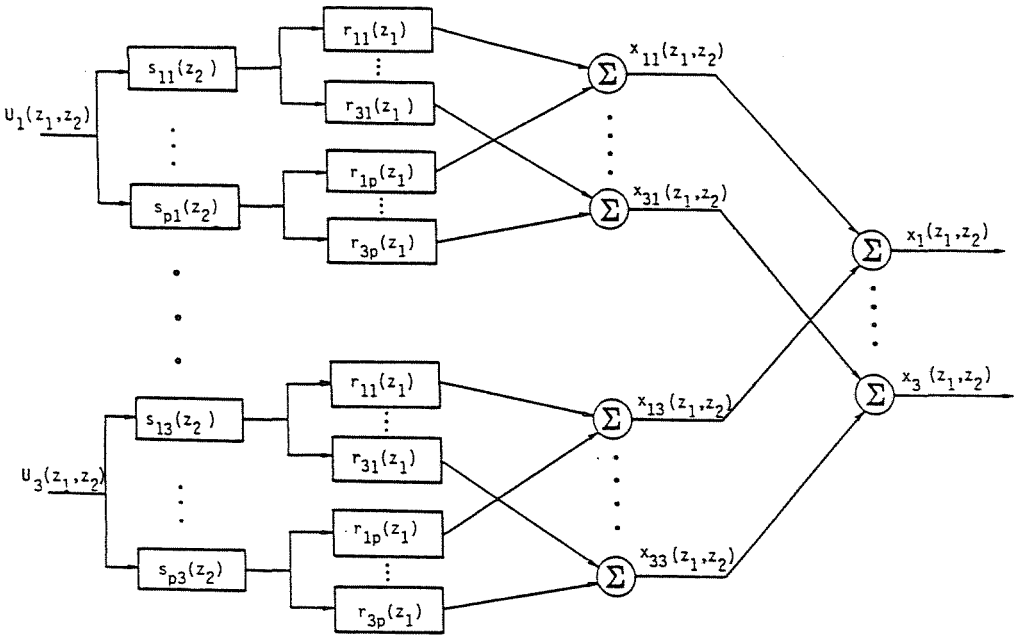 r₁₁(z₁)
x₁₁(z₁,z₂)
s₁₁(z₂)
Σ
r₃₁(z₁)
U₁(z₁,z₂)
r₁ₚ(z₁)
x₃₁(z₁,z₂)
sₚ₁(z₂)
Σ
r₃ₚ(z₁)
x₁(z₁,z₂)
Σ
r₁₁(z₁)
x₃(z₁,z₂)
Σ
s₁₃(z₂)
x₁₃(z₁,z₂)
Σ
r₃₁(z₁)
U₃(z₁,z₂)
r₁ₚ(z₁)
x₃₃(z₁,z₂)
sₚ₃(z₂)
Σ
r₃ₚ(z₁)